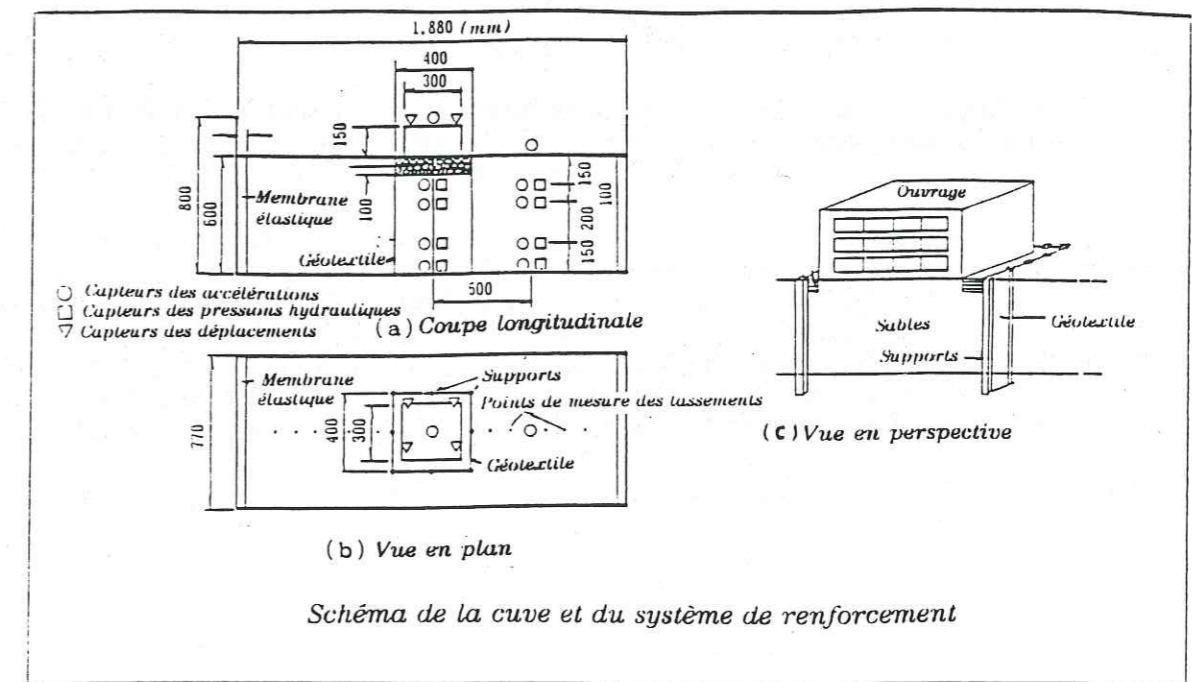 1.880 (mm)
400
300
150
800
600
Membrane
élastique
100
Géotextile
150
200
150
100
500
Capteurs des accélérations
Capteurs des pressions hydrauliques
Capteurs des déplacements
(a) Coupe longitudinale
Ouvrage
Sables
Géotextile
Supports
(c) Vue en perspective
Membrane
élastique
Supports
Points de mesure des tassements
770
400
300
Géotextile
(b) Vue en plan
Schéma de la cuve et du système de renforcement